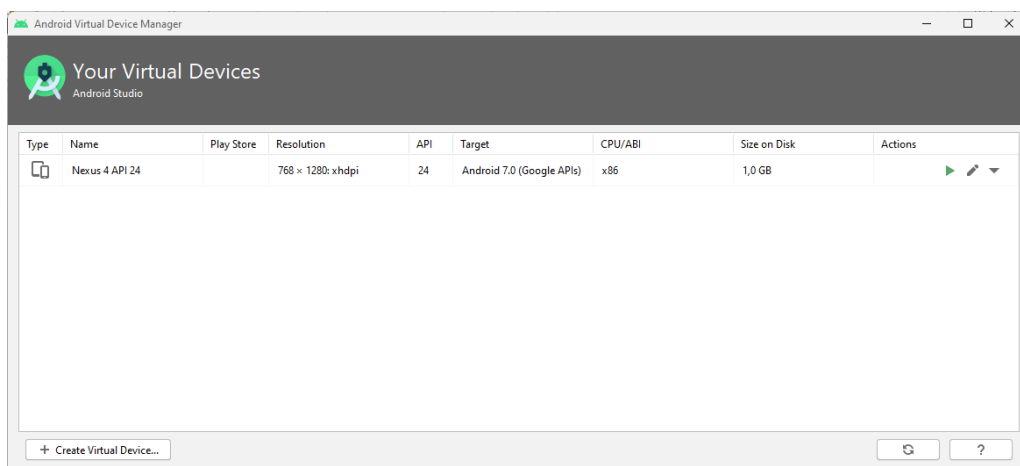 Android Virtual Device Manager
Your Virtual Devices
Android Studio
Type Name Play Store Resolution API Target CPU/ABI Size on Disk Actions
Nexus 4 API 24 768 × 1280: xhdpi 24 Android 7.0 (Google APIs) x86 1,0 GB
+ Create Virtual Device... ?